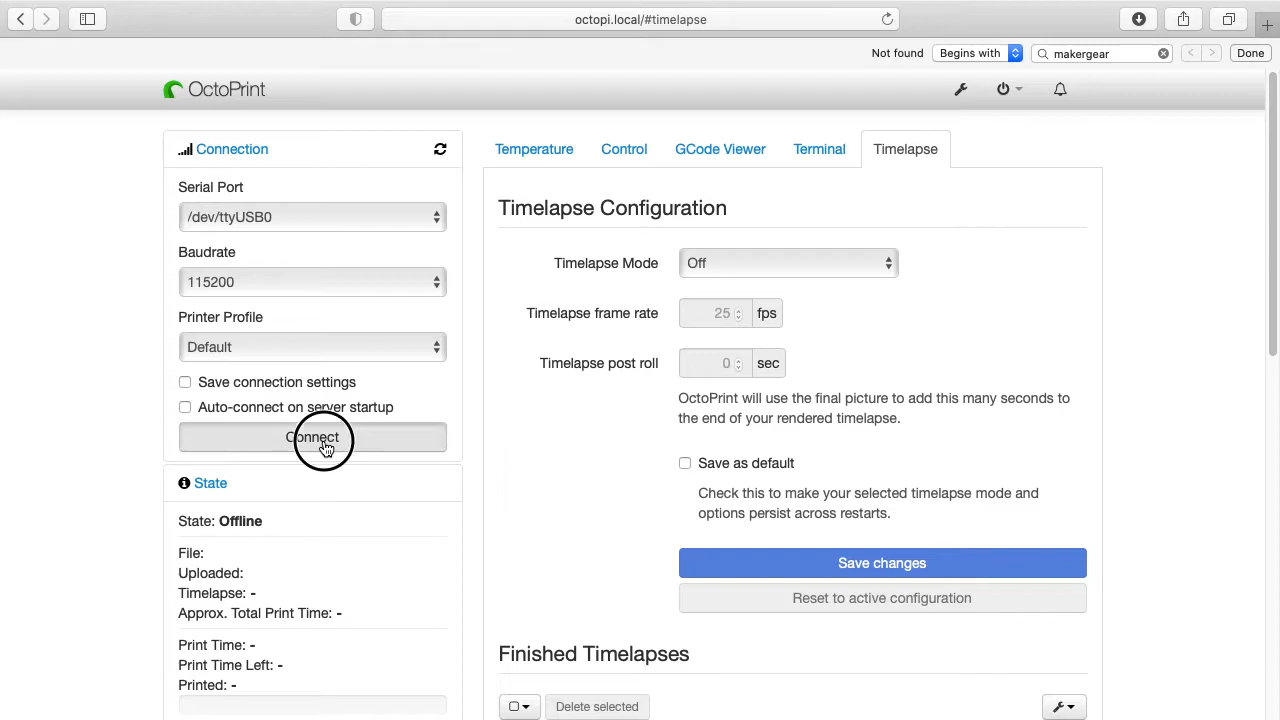 octopi.local/#timelapse
Not found
Begins with
makergear
Done
OctoPrint
Connection
Serial Port
/dev/ttyUSB0
Baudrate
115200
Printer Profile
Default
Save connection settings
Auto-connect on server startup
Connect
State
State: Offline
File:
Uploaded:
Timelapse: -
Approx. Total Print Time: -
Print Time: -
Print Time Left: -
Printed: -
Temperature
Control
GCode Viewer
Terminal
Timelapse
Timelapse Configuration
Timelapse Mode
Off
Timelapse frame rate
25
fps
Timelapse post roll
0
sec
OctoPrint will use the final picture to add this many seconds to
the end of your rendered timelapse.
Save as default
Check this to make your selected timelapse mode and
options persist across restarts.
Save changes
Reset to active configuration
Finished Timelapses
Delete selected